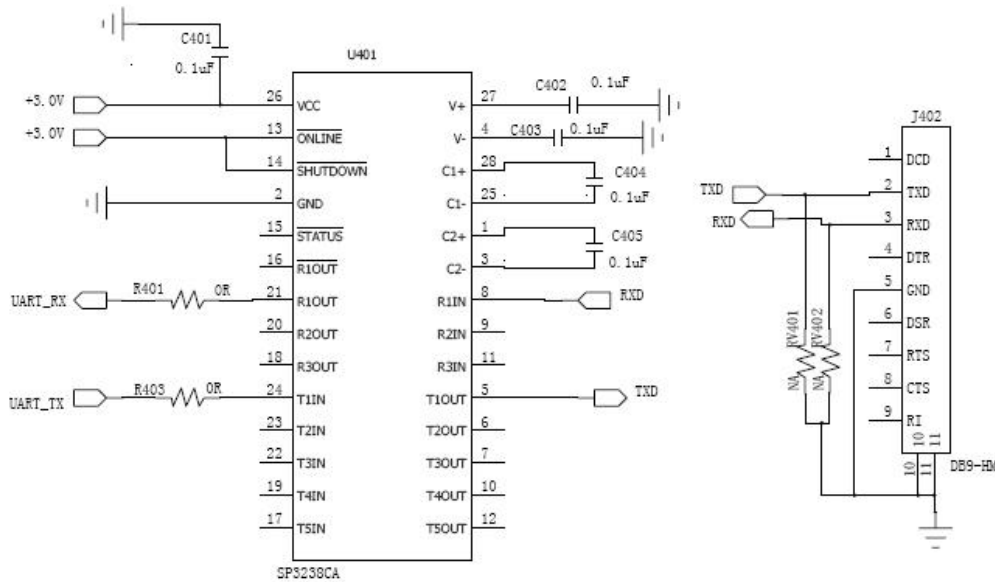 C401
0.1uF
U401
+3.0V
26
VCC
V+
27
C402
0.1uF
+3.0V
13
ONLINE
V-
4
C403
0.1uF
14
SHUTDOWN
C1+
28
C404
0.1uF
2
GND
C1-
25
15
STATUS
C2+
1
C405
0.1uF
16
R1OUT
C2-
3
UART_RX
R401
0R
21
R1OUT
R1IN
8
RXD
20
R2OUT
R2IN
9
18
R3OUT
R3IN
11
UART_TX
R403
0R
24
T1IN
T1OUT
5
TXD
23
T2IN
T2OUT
6
22
T3IN
T3OUT
7
19
T4IN
T4OUT
10
17
T5IN
T5OUT
12
SP3238CA
J402
1
DCD
TXD
2
TXD
RXD
3
RXD
4
DTR
5
GND
6
DSR
RV401
NA
RV402
NA
7
RTS
8
CTS
9
RI
10
11
10
11
DB9-HM